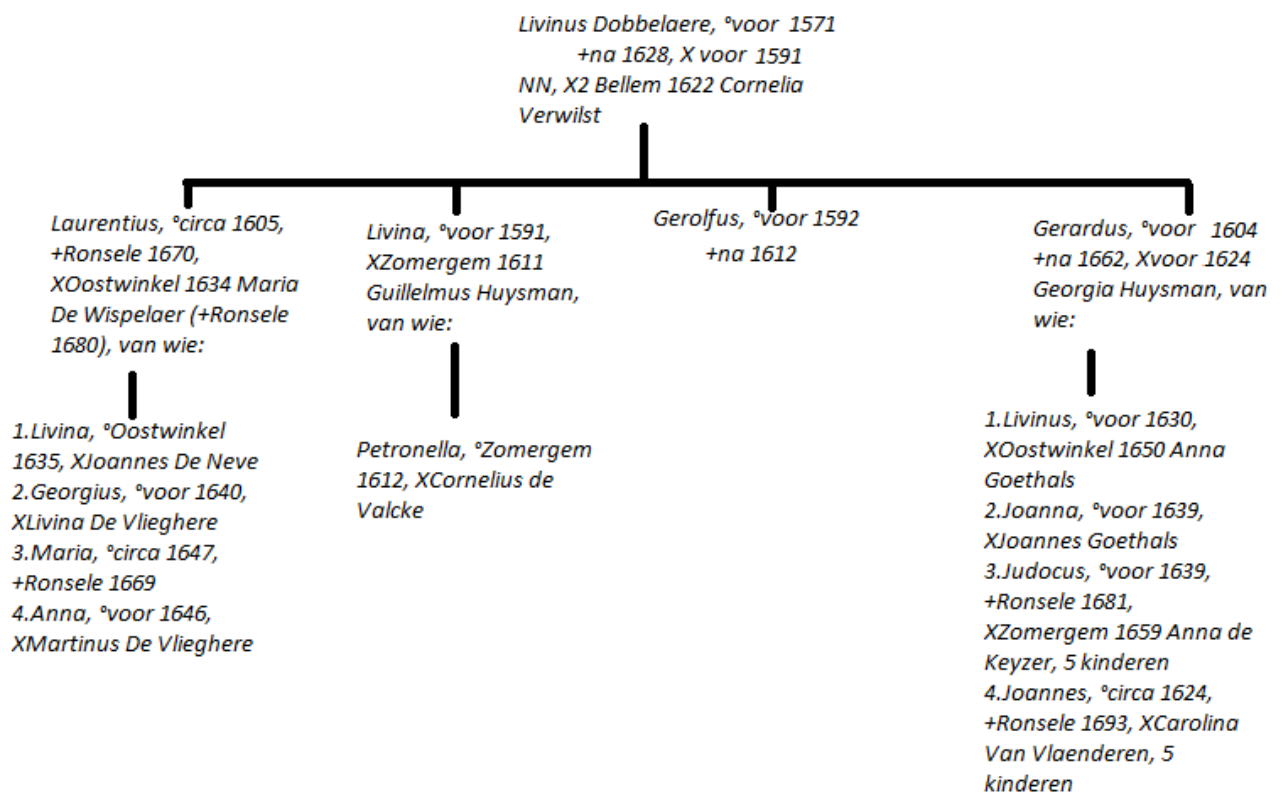 Livinus Dobbelaere, °voor 1571
+na 1628, X voor 1591
NN, X2 Bellem 1622 Cornelia
Verwilst
Laurentius, °circa 1605,
+Ronsele 1670,
XOostwinkel 1634 Maria
De Wispelaer (+Ronsele
1680), van wie:
Livina, °voor 1591,
XZomergem 1611
Guillelmus Huysman,
van wie:
Gerolfus, °voor 1592
+na 1612
Gerardus, °voor 1604
+na 1662, Xvoor 1624
Georgia Huysman, van
wie:
1.Livina, °Oostwinkel
1635, XJoannes De Neve
2.Georgius, °voor 1640,
XLivina De Vlieghere
3.Maria, °circa 1647,
+Ronsele 1669
4.Anna, °voor 1646,
XMartinus De Vlieghere
Petronella, °Zomergem
1612, XCornelius de
Valcke
1.Livinus, °voor 1630,
XOostwinkel 1650 Anna
Goethals
2.Joanna, °voor 1639,
XJoannes Goethals
3.Judocus, °voor 1639,
+Ronsele 1681,
XZomergem 1659 Anna de
Keyzer, 5 kinderen
4.Joannes, °circa 1624,
+Ronsele 1693, XCarolina
Van Vlaenderen, 5
kinderen